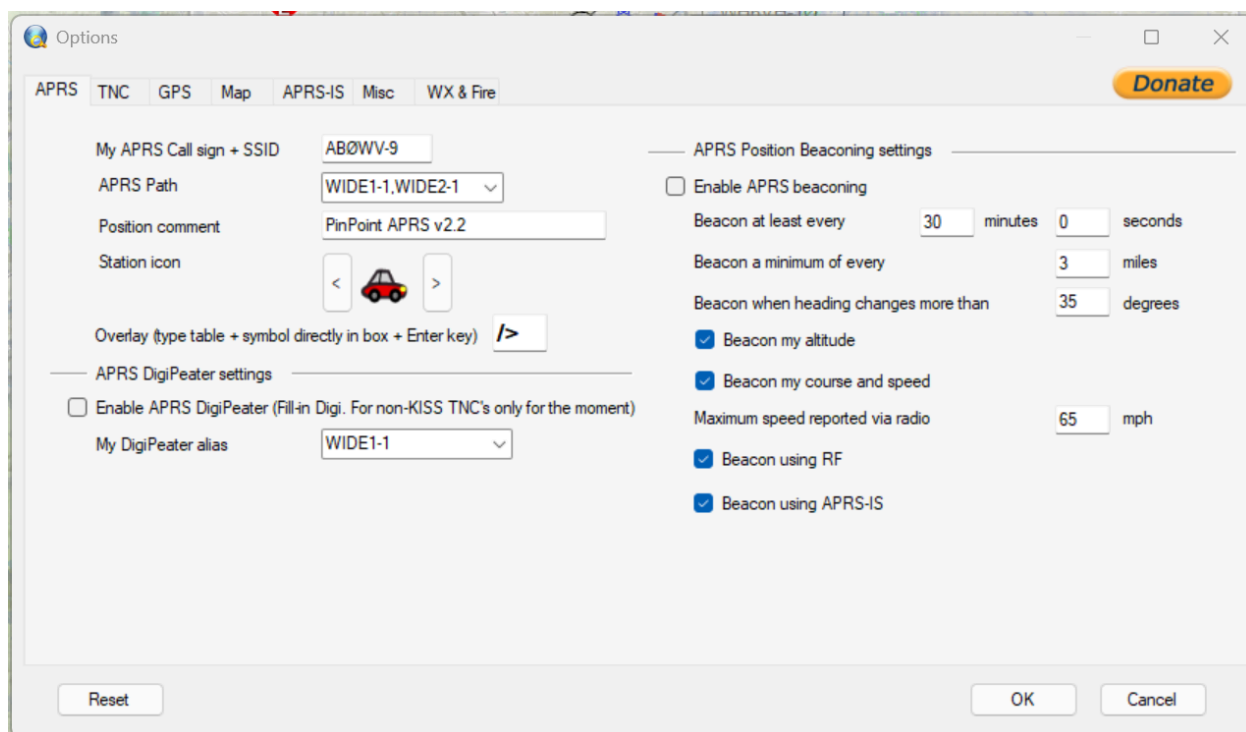 Options
APRS TNC GPS Map APRS-IS Misc WX & Fire
Donate
My APRS Call sign + SSID ABØWV-9
APRS Path WIDE1-1,WIDE2-1
Position comment PinPoint APRS v2.2
Station icon < >
Overlay (type table + symbol directly in box + Enter key) />
APRS DigiPeater settings
Enable APRS DigiPeater (Fill-in Digi. For non-KISS TNC's only for the moment)
My DigiPeater alias WIDE1-1
APRS Position Beaconing settings
Enable APRS beaconing
Beacon at least every 30 minutes 0 seconds
Beacon a minimum of every 3 miles
Beacon when heading changes more than 35 degrees
Beacon my altitude
Beacon my course and speed
Maximum speed reported via radio 65 mph
Beacon using RF
Beacon using APRS-IS
Reset OK Cancel